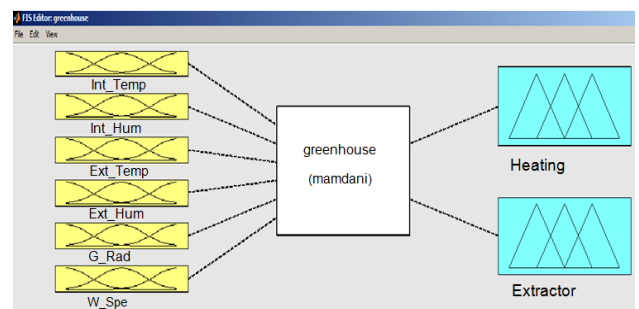 FIS Editor: greenhouse
File Edit View
Int_Temp
Int_Hum
Ext_Temp
Ext_Hum
G_Rad
W_Spe
greenhouse
(mamdani)
Heating
Extractor